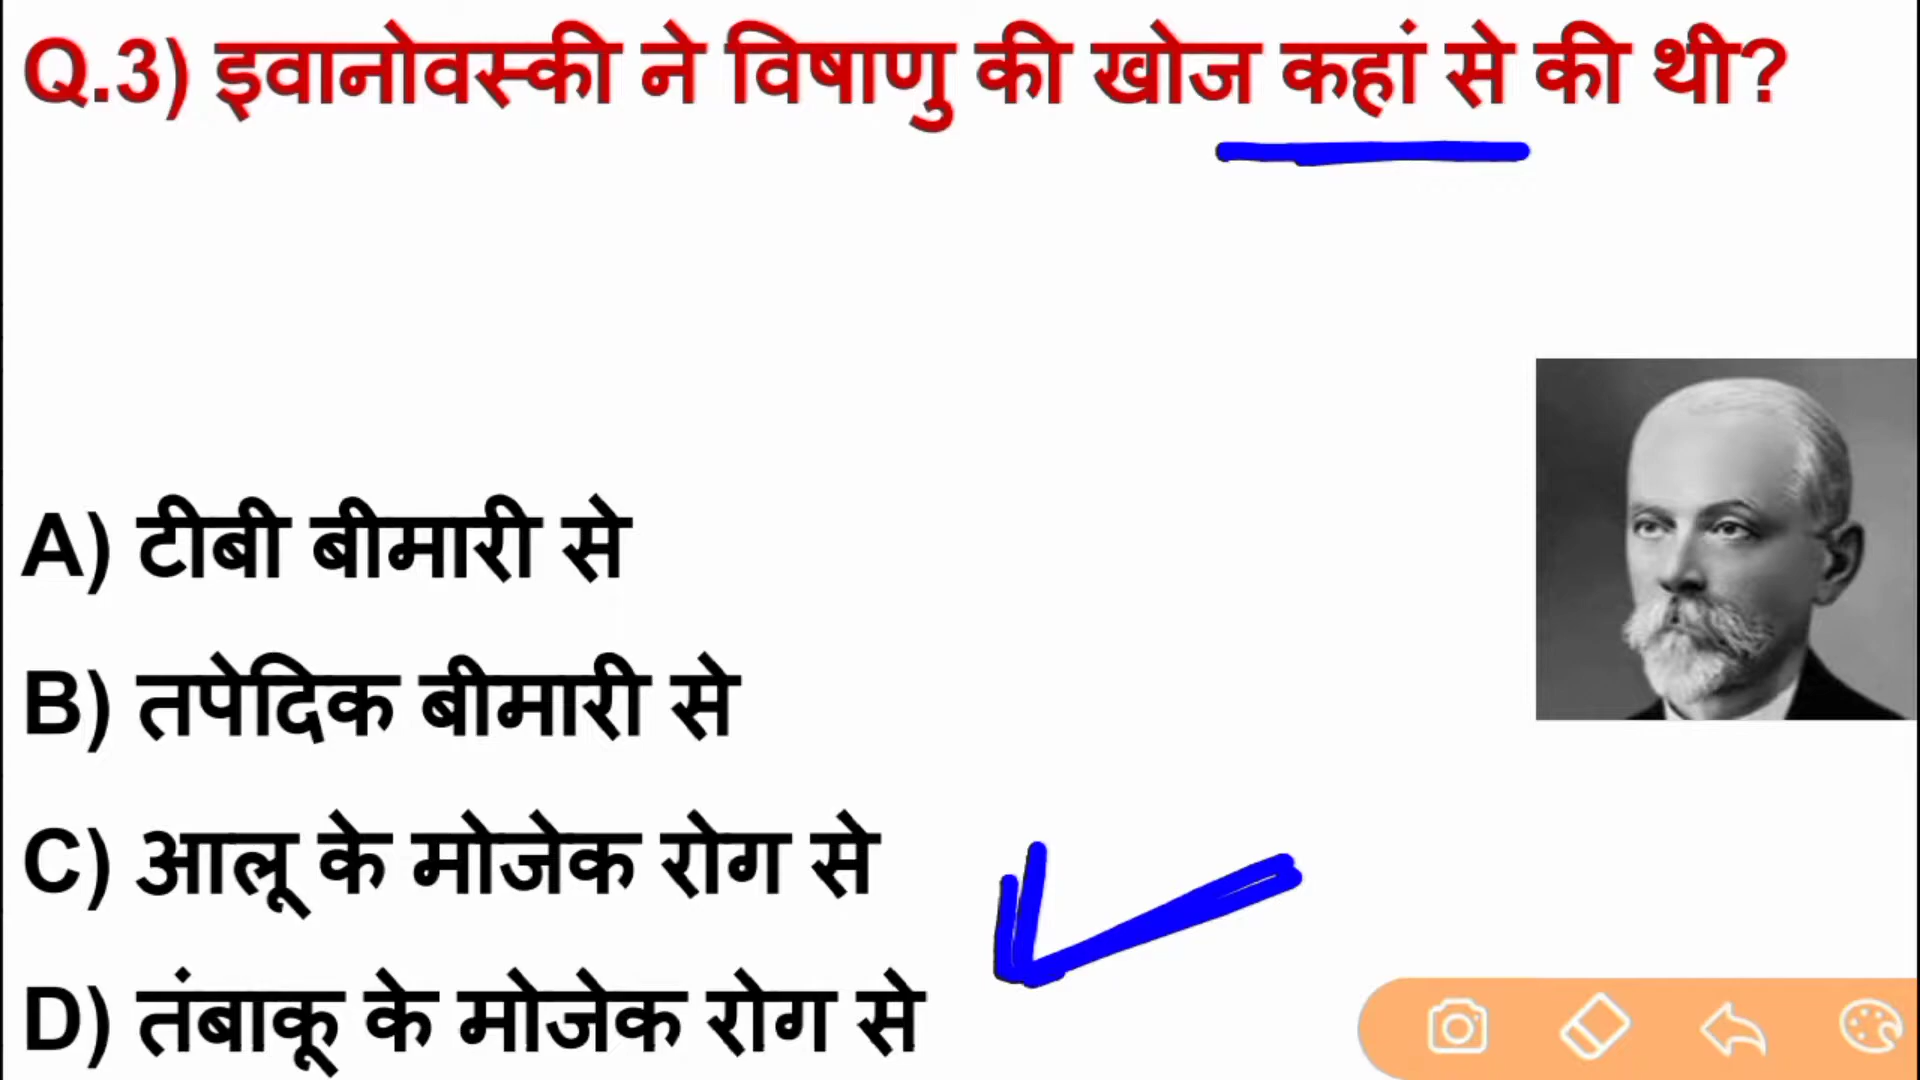 Q.3) इवानोवस्की ने विषाणु की खोज कहां से की थी?
A) टीबी बीमारी से
B) तपेदिक बीमारी से
C) आलू के मोजेक रोग से
D) तंबाकू के मोजेक रोग से